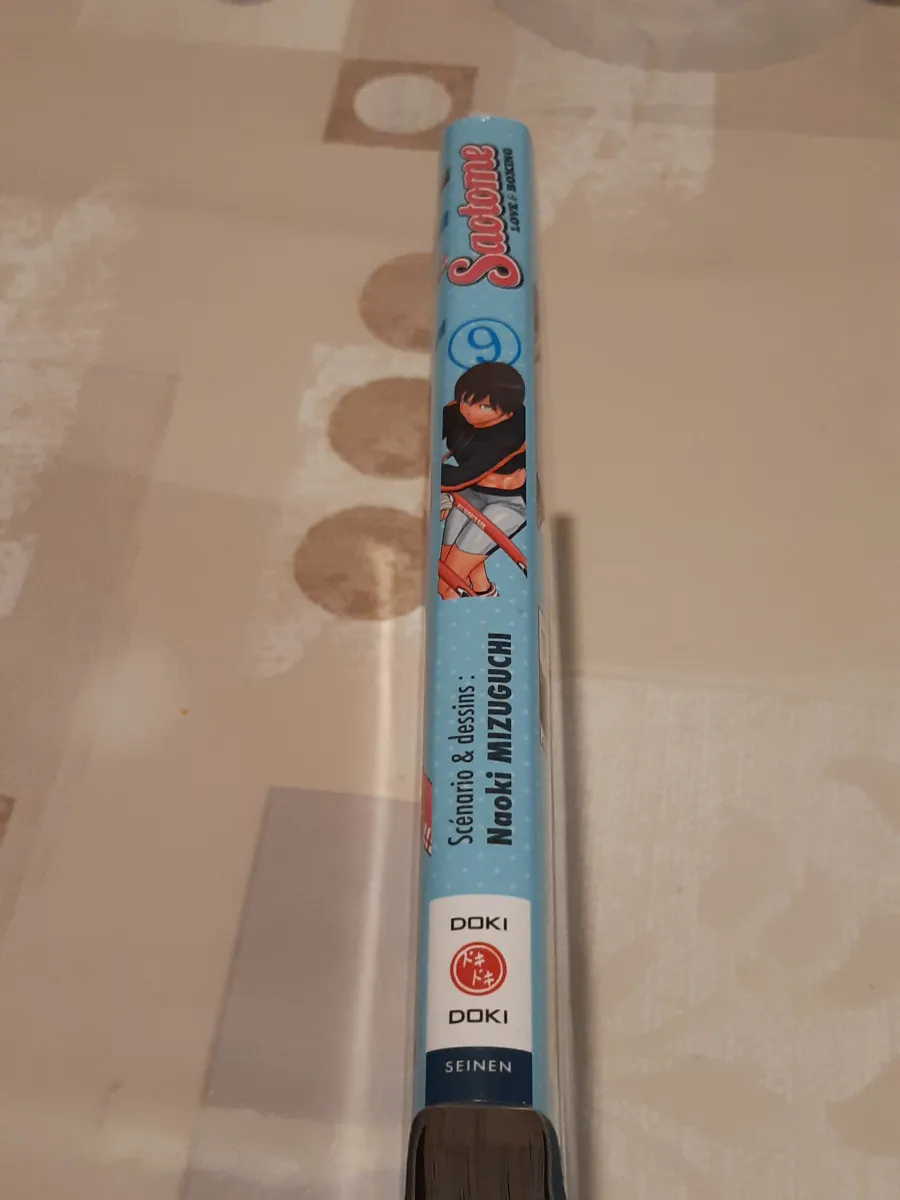 Saotome
LOVE & BOXING
9
Scénario & dessins :
Naoki MIZUGUCHI
DOKI
ドキ
ドキ
DOKI
SEINEN